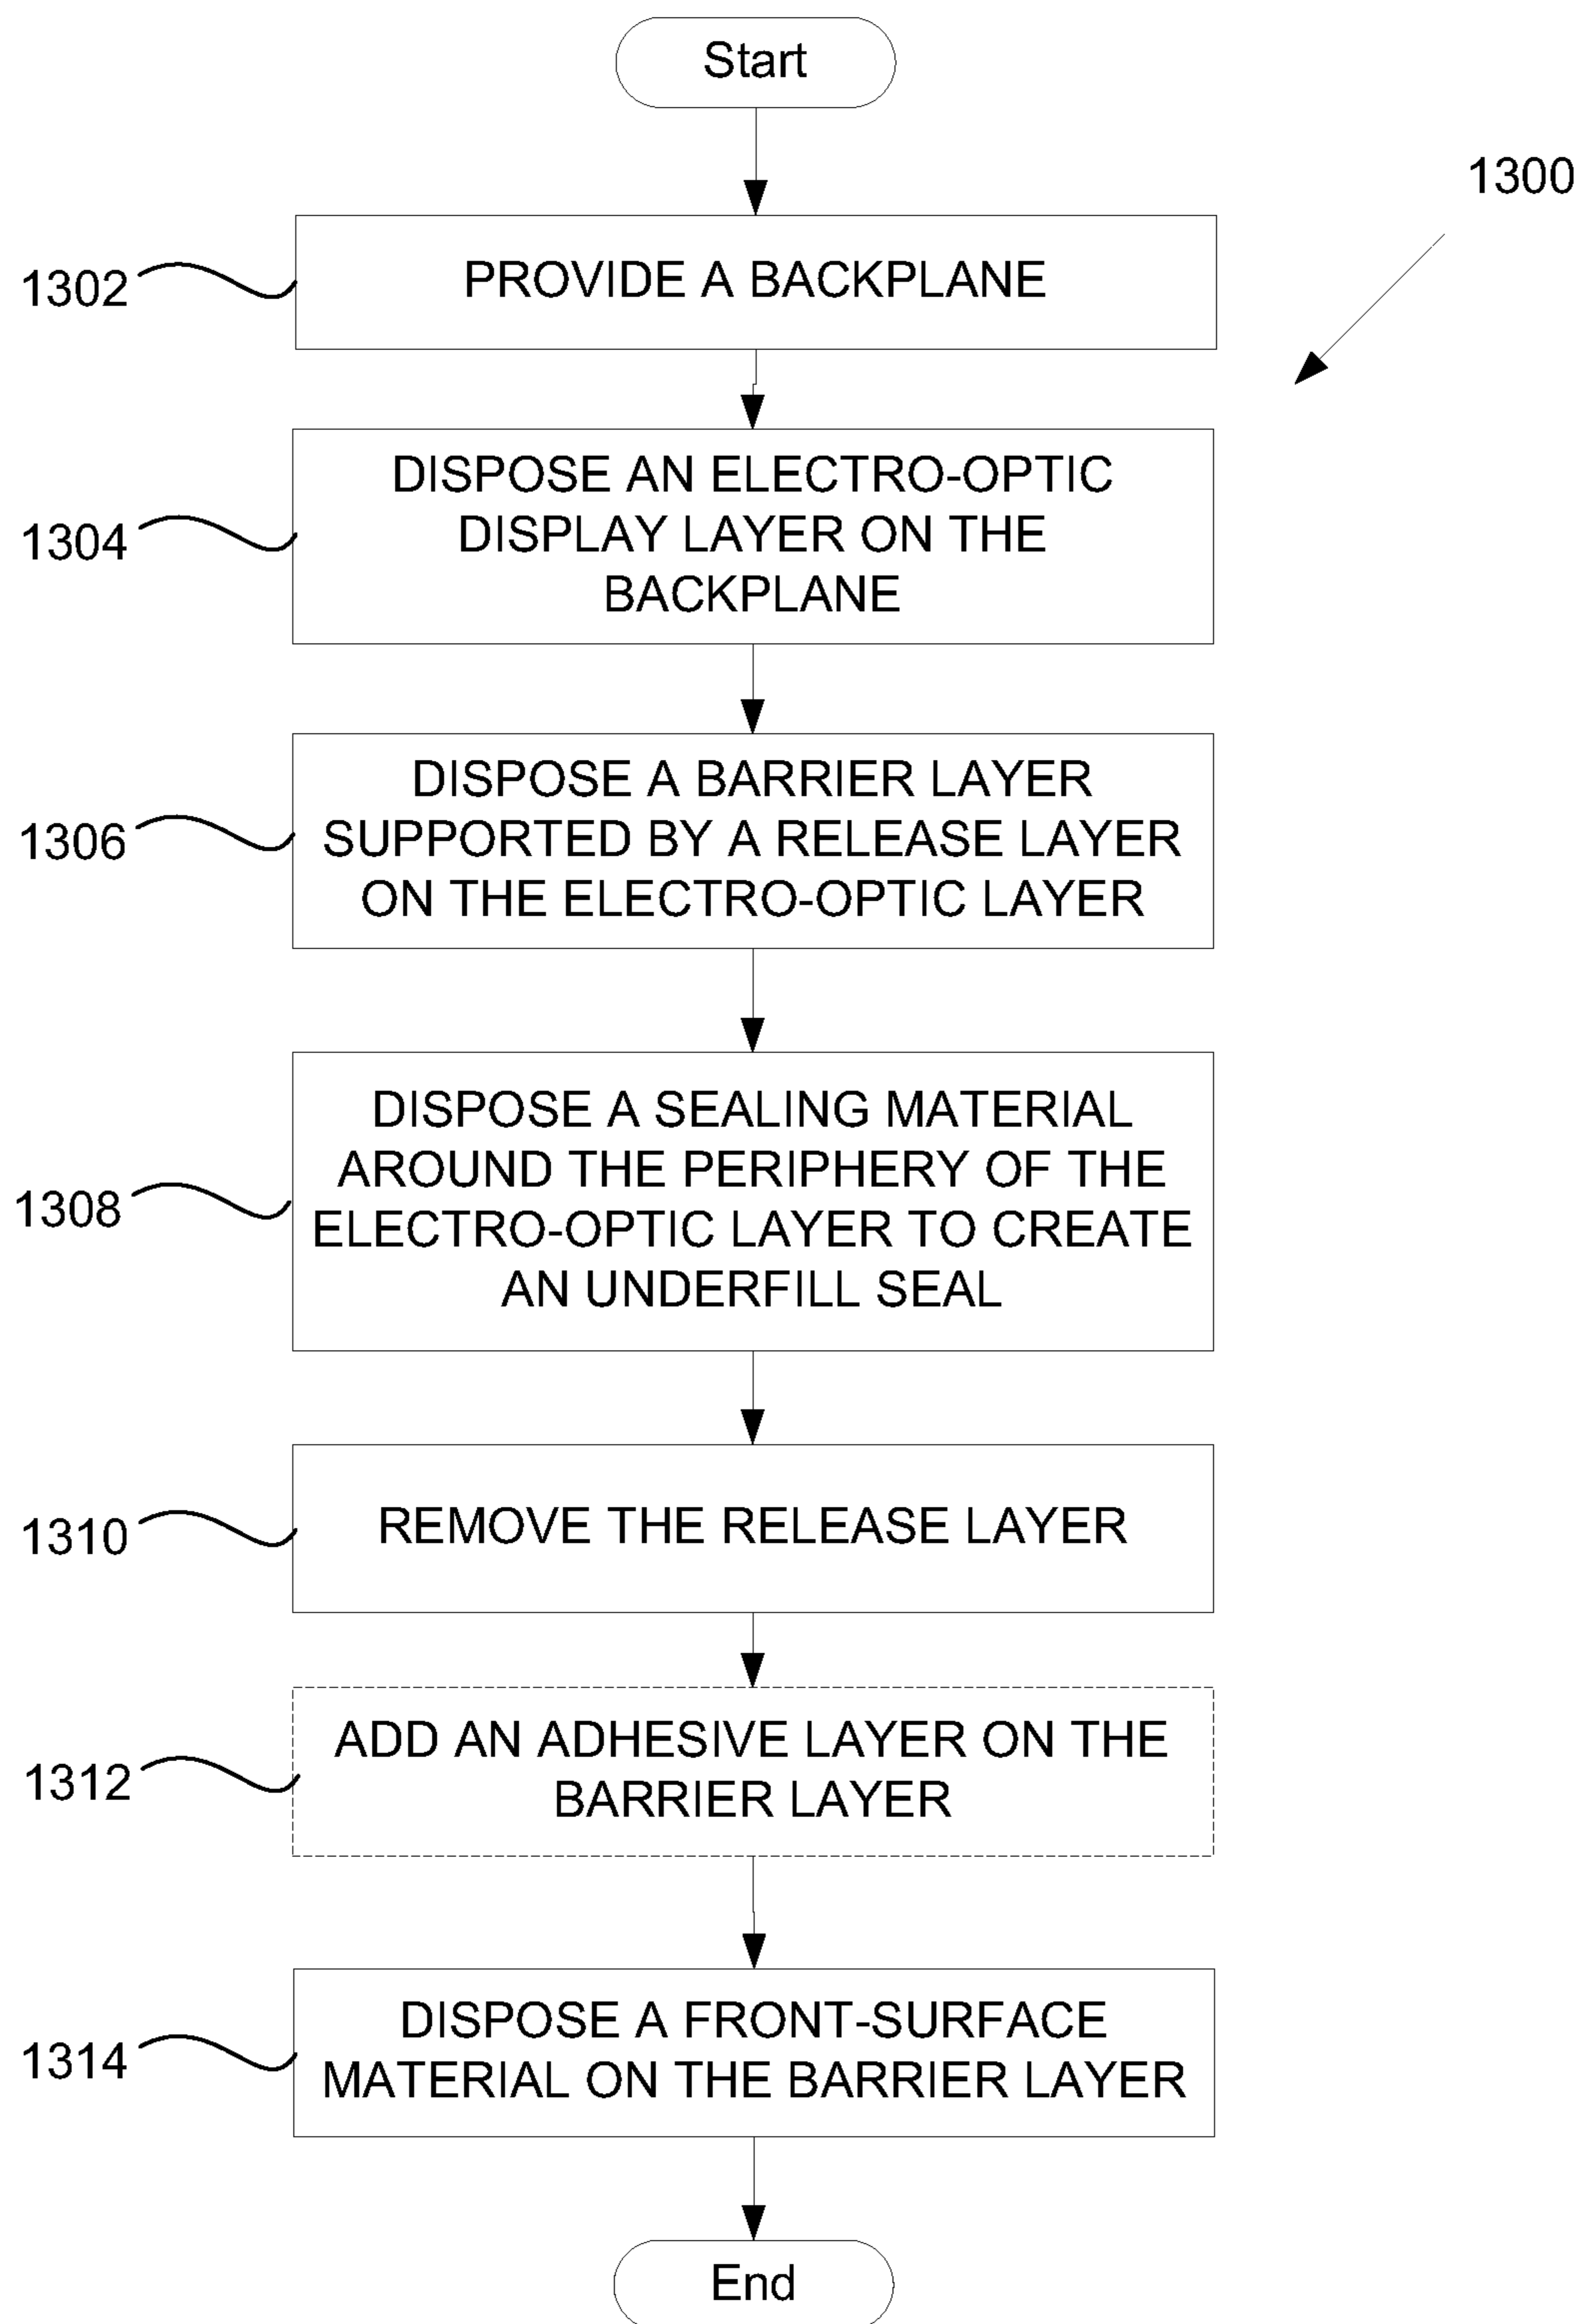 Start
1300
1302
PROVIDE A BACKPLANE
1304
DISPOSE AN ELECTRO-OPTIC
DISPLAY LAYER ON THE
BACKPLANE
1306
DISPOSE A BARRIER LAYER
SUPPORTED BY A RELEASE LAYER
ON THE ELECTRO-OPTIC LAYER
1308
DISPOSE A SEALING MATERIAL
AROUND THE PERIPHERY OF THE
ELECTRO-OPTIC LAYER TO CREATE
AN UNDERFILL SEAL
1310
REMOVE THE RELEASE LAYER
1312
ADD AN ADHESIVE LAYER ON THE
BARRIER LAYER
1314
DISPOSE A FRONT-SURFACE
MATERIAL ON THE BARRIER LAYER
End